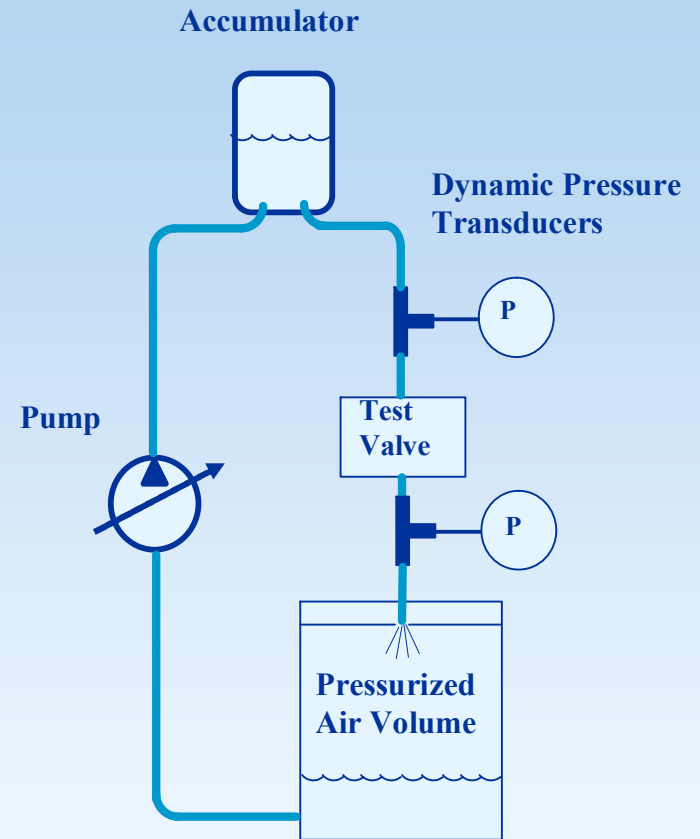 Accumulator
Dynamic Pressure
Transducers
P
Test
Valve
Pump
P
Pressurized
Air Volume